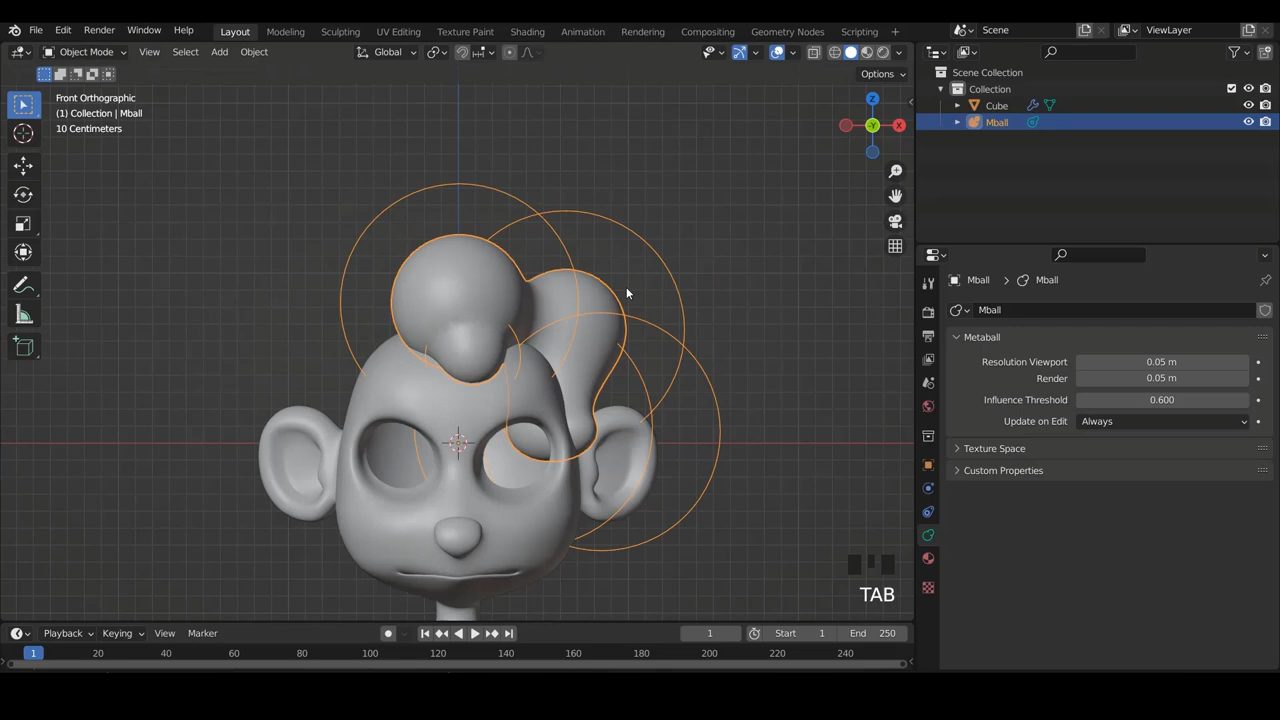 File Edit Render Window Help Layout Modeling Sculpting UV Editing Texture Paint Shading Animation Rendering Compositing Geometry Nodes Scripting Scene ViewLayer
Object Mode View Select Add Object Global
Options
Front Orthographic
(1) Collection | Mball
10 Centimeters
Z
-Y
X
TAB
Scene Collection
Collection
Cube
Mball
Mball Mball
Mball
Metaball
Resolution Viewport 0.05 m
Render 0.05 m
Influence Threshold 0.600
Update on Edit Always
Texture Space
Custom Properties
Playback Keying View Marker 1 Start 1 End 250
1 20 40 60 80 100 120 140 160 180 200 220 240